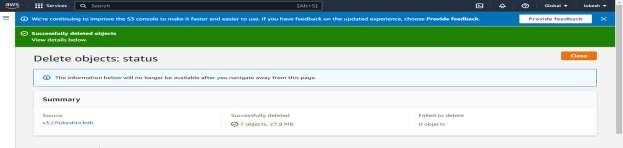 aws Services Search [Alt+S] Global lokesh
We're continuing to improve the S3 console to make it faster and easier to use. If you have feedback on the updated experience, choose Provide feedback. Provide feedback
Successfully deleted objects
View details below.
Delete objects: status Close
The information below will no longer be available after you navigate away from this page.
Summary
Source Successfully deleted Failed to delete
7 objects, 27.8 MB 0 objects